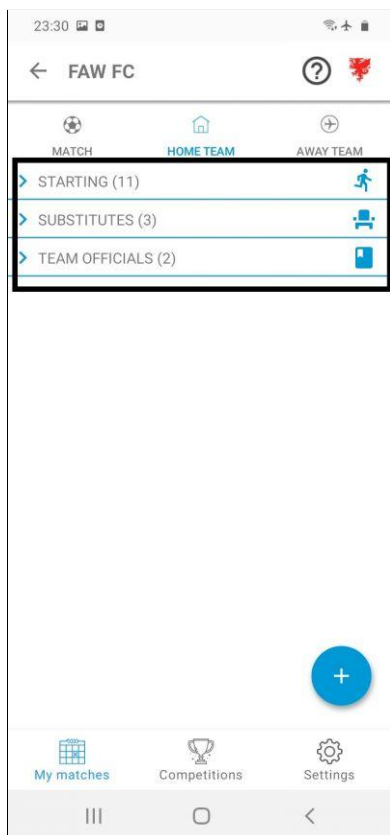 23:30
FAW FC
MATCH HOME TEAM AWAY TEAM
STARTING (11)
SUBSTITUTES (3)
TEAM OFFICIALS (2)
My matches Competitions Settings